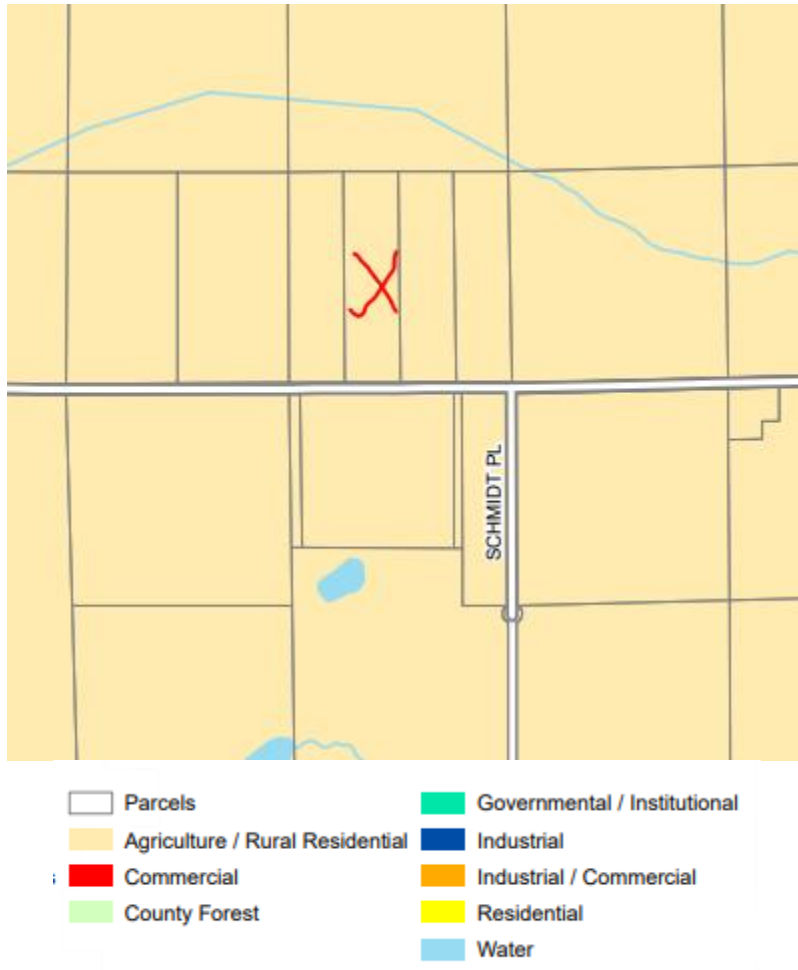 SCHMIDT PL
Parcels
Agriculture / Rural Residential
Commercial
County Forest
Governmental / Institutional
Industrial
Industrial / Commercial
Residential
Water